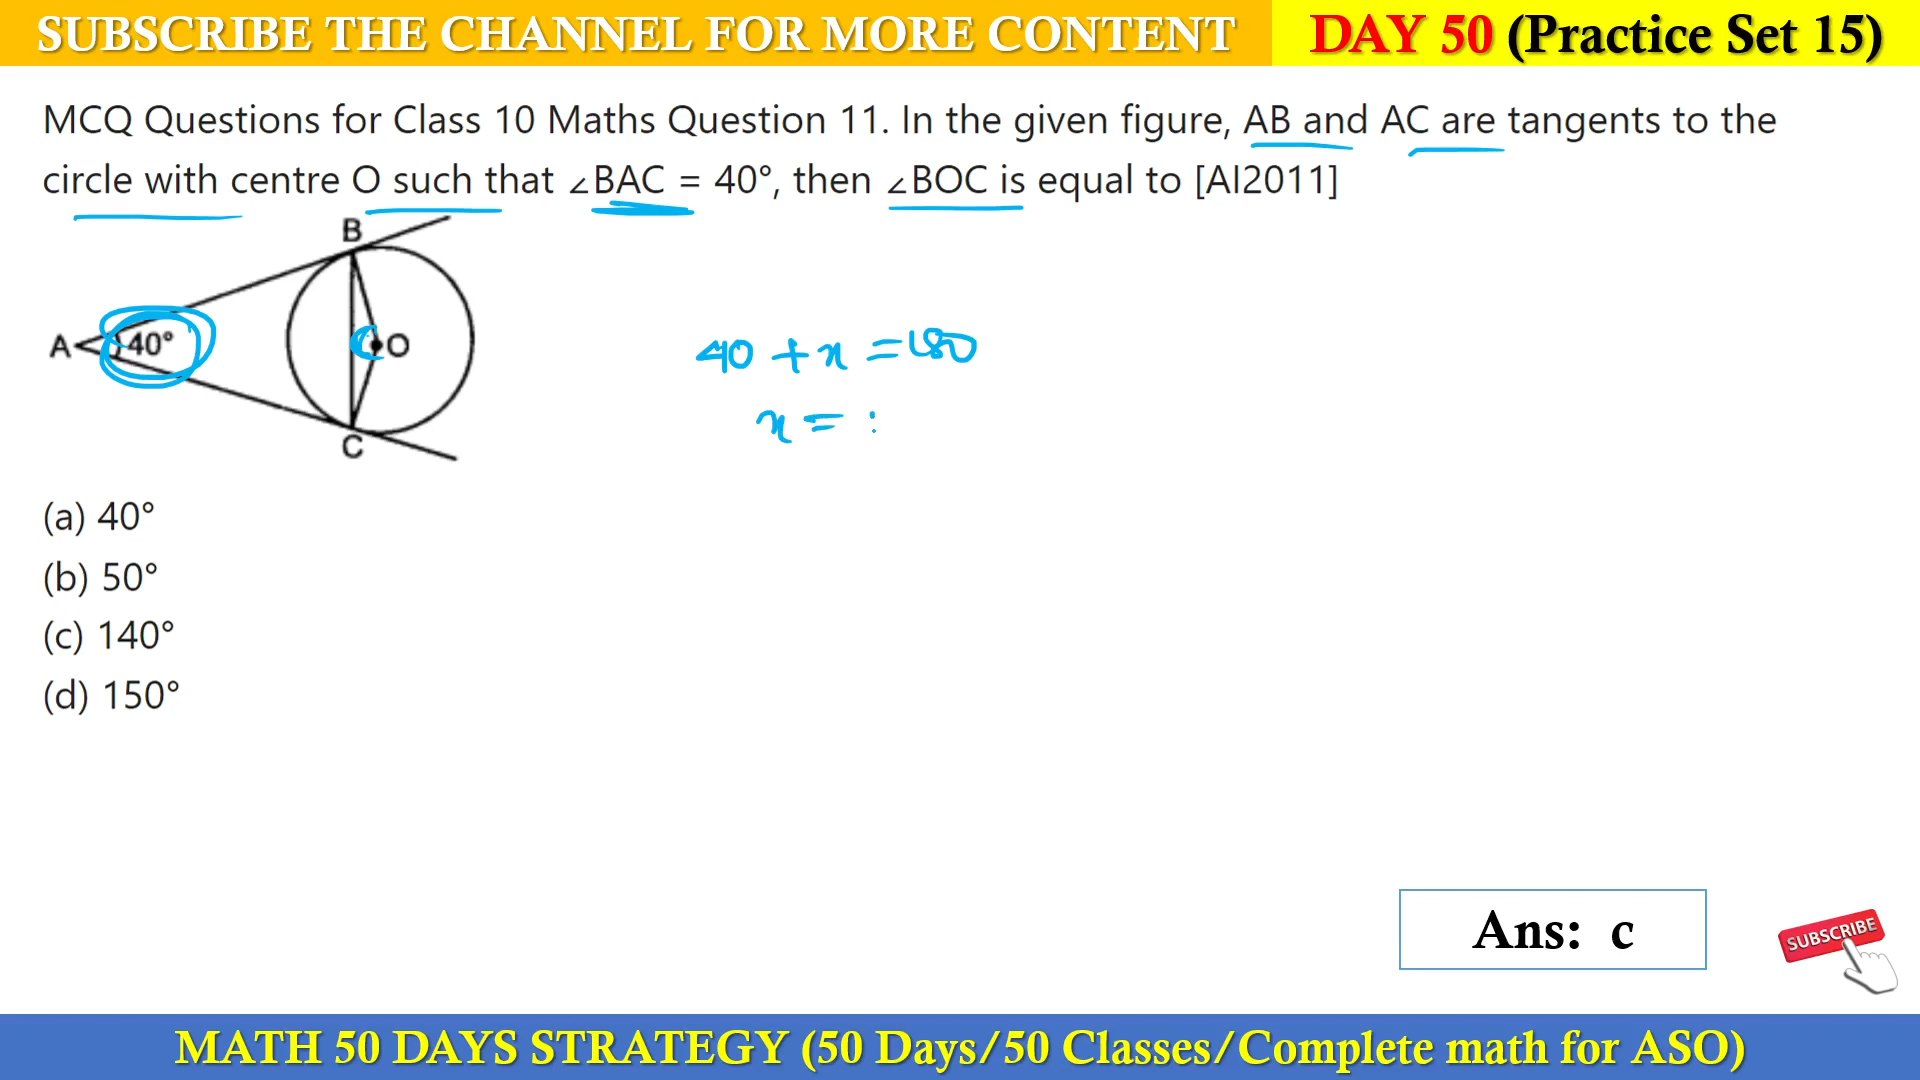 SUBSCRIBE THE CHANNEL FOR MORE CONTENT
DAY 50 (Practice Set 15)
MCQ Questions for Class 10 Maths Question 11. In the given figure, AB and AC are tangents to the
circle with centre O such that ∠BAC = 40°, then ∠BOC is equal to [AI2011]
B
A
40°
O
C
40 + x = 180
x = :
(a) 40°
(b) 50°
(c) 140°
(d) 150°
Ans: c
SUBSCRIBE
MATH 50 DAYS STRATEGY (50 Days/50 Classes/Complete math for ASO)